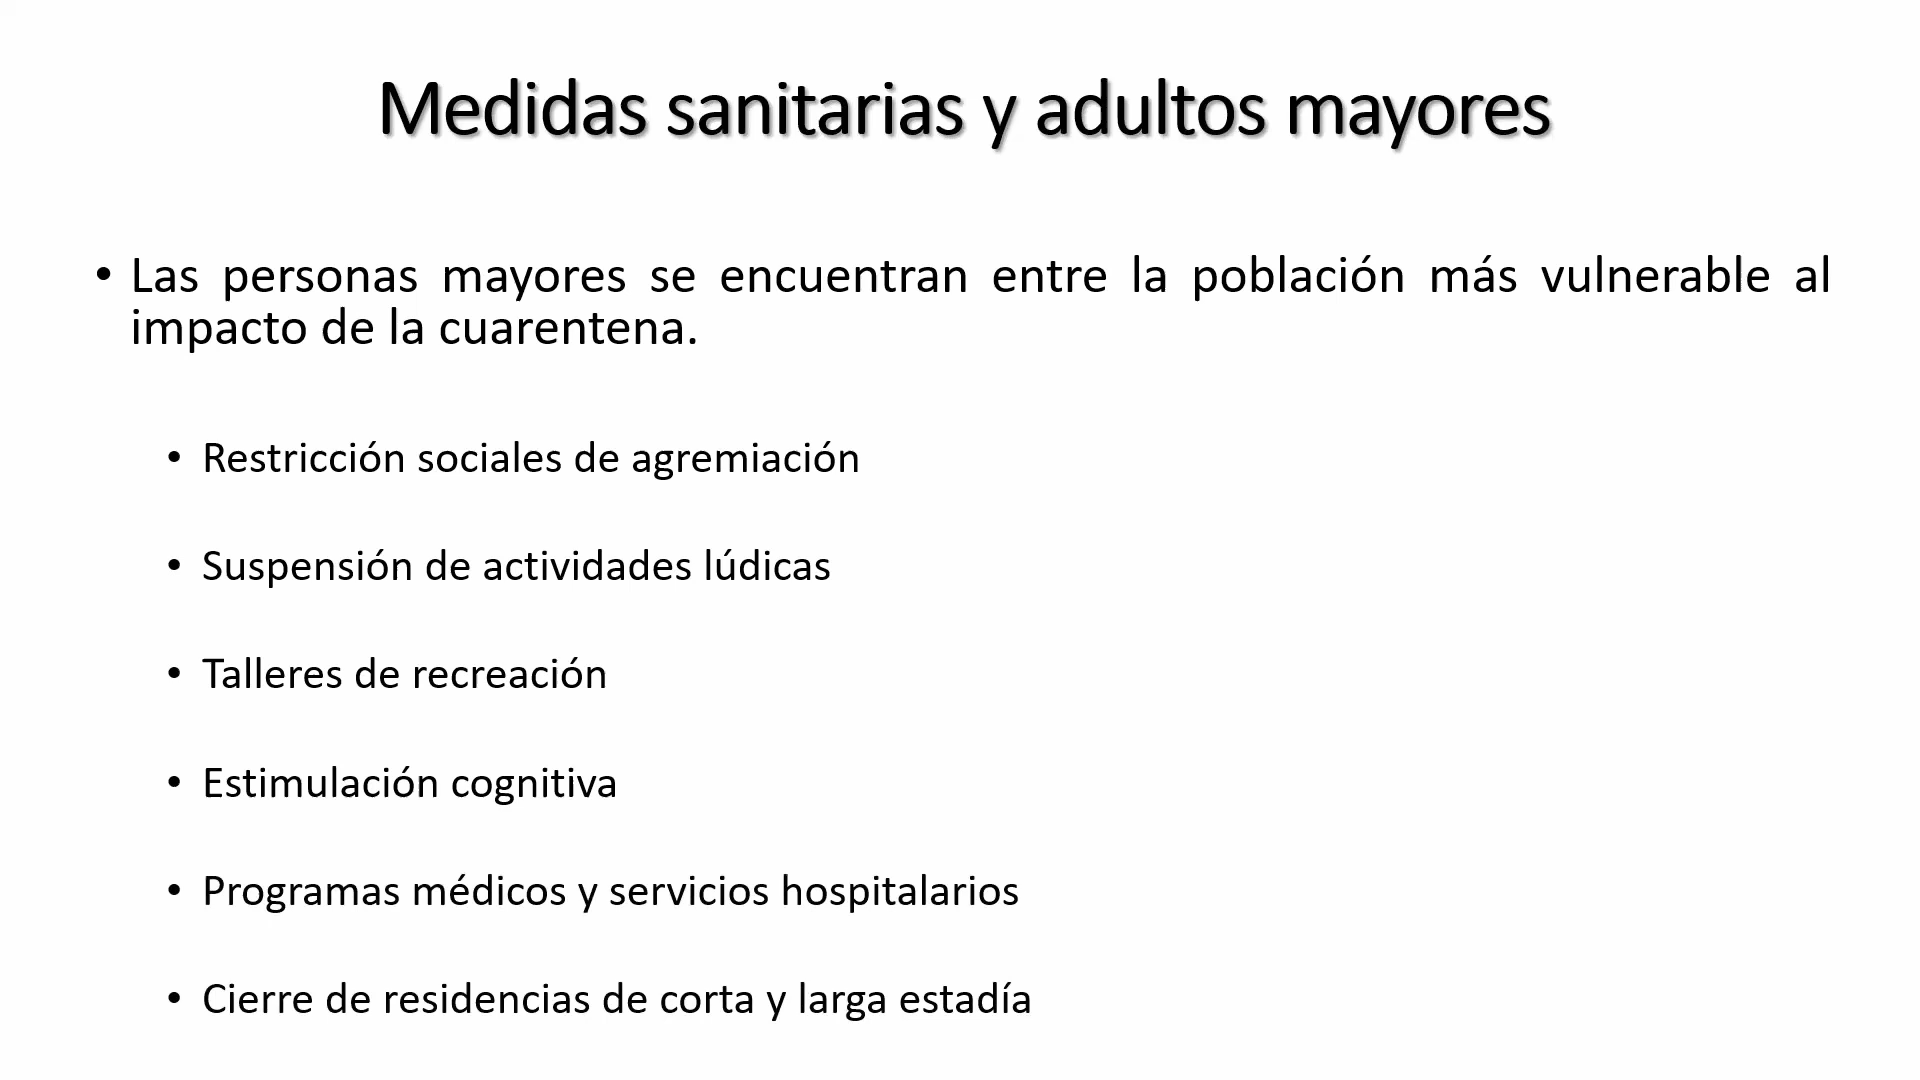 Medidas sanitarias y adultos mayores
• Las personas mayores se encuentran entre la población más vulnerable al
impacto de la cuarentena.
• Restricción sociales de agremiación
• Suspensión de actividades lúdicas
• Talleres de recreación
• Estimulación cognitiva
• Programas médicos y servicios hospitalarios
• Cierre de residencias de corta y larga estadía